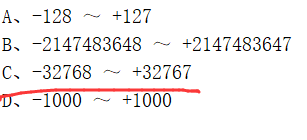 A、-128 ～ +127
B、-2147483648 ～ +2147483647
C、-32768 ～ +32767
D、-1000 ～ +1000